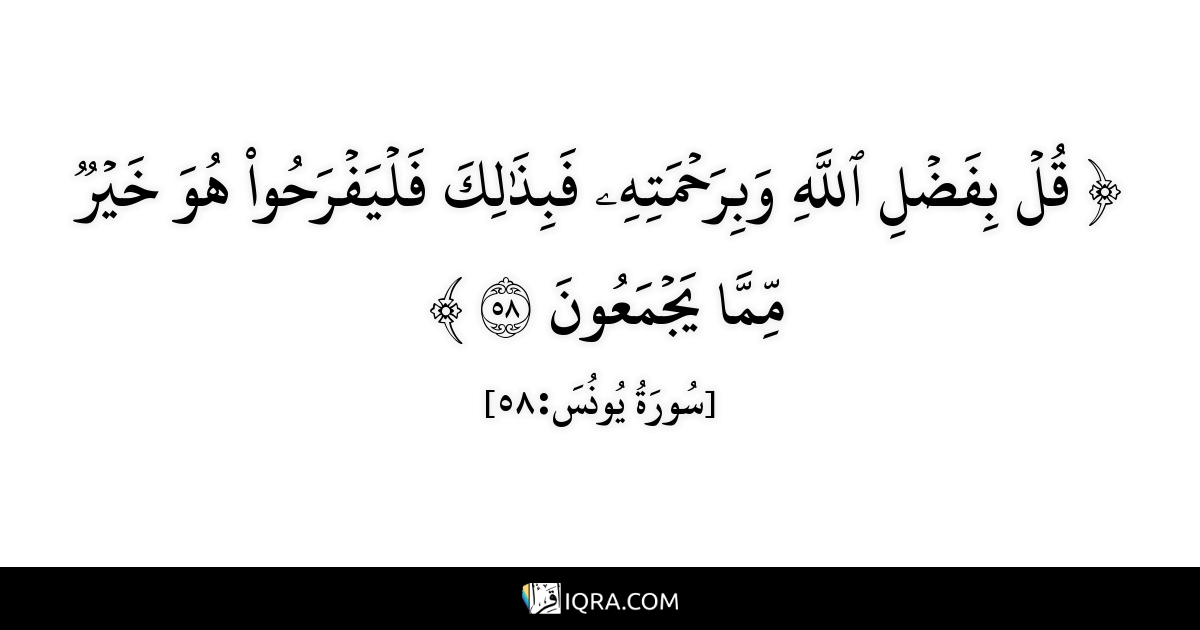 ﴿ قُلۡ بِفَضۡلِ ٱللَّهِ وَبِرَحۡمَتِهِۦ فَبِذَٰلِكَ فَلۡيَفۡرَحُواْ هُوَ خَيۡرٞ
مِّمَّا يَجۡمَعُونَ ٥٨ ﴾
[سُورَةُ يُونُسَ:٥٨]
IQRA.COM